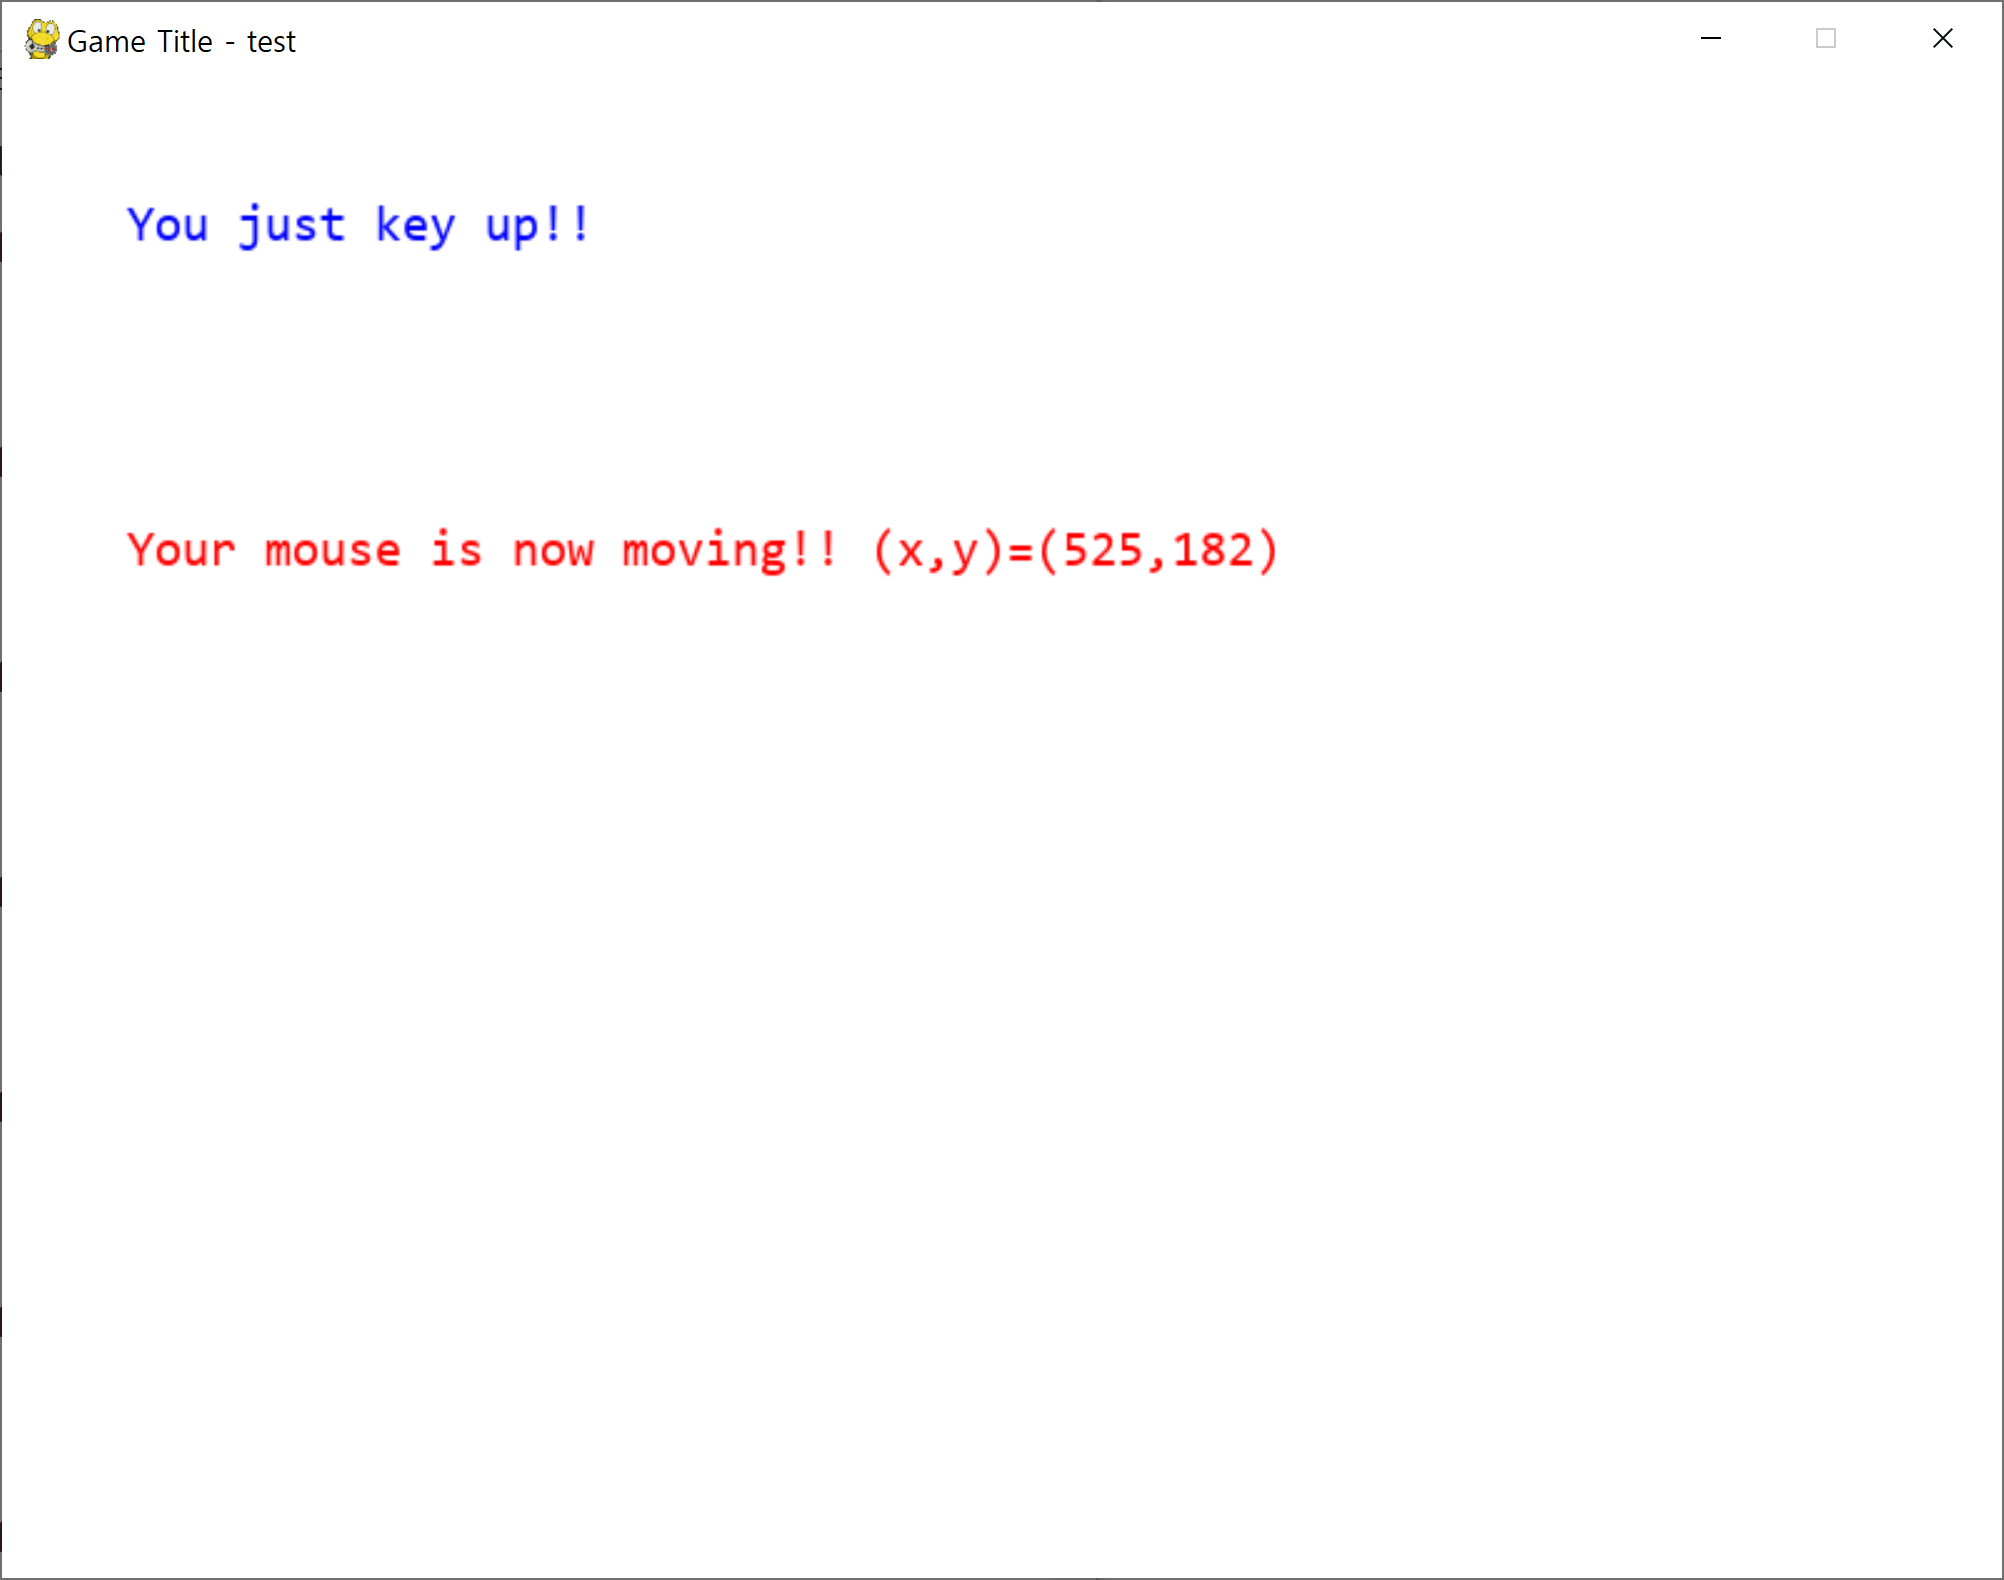 Game Title - test
You just key up!!
Your mouse is now moving!! (x,y)=(525,182)